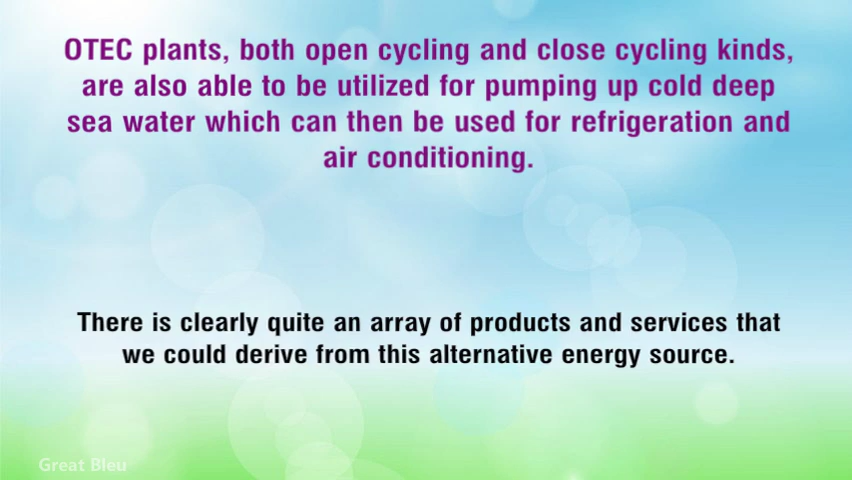 OTEC plants, both open cycling and close cycling kinds,
are also able to be utilized for pumping up cold deep
sea water which can then be used for refrigeration and
air conditioning.
There is clearly quite an array of products and services that
we could derive from this alternative energy source.
Great Bleu